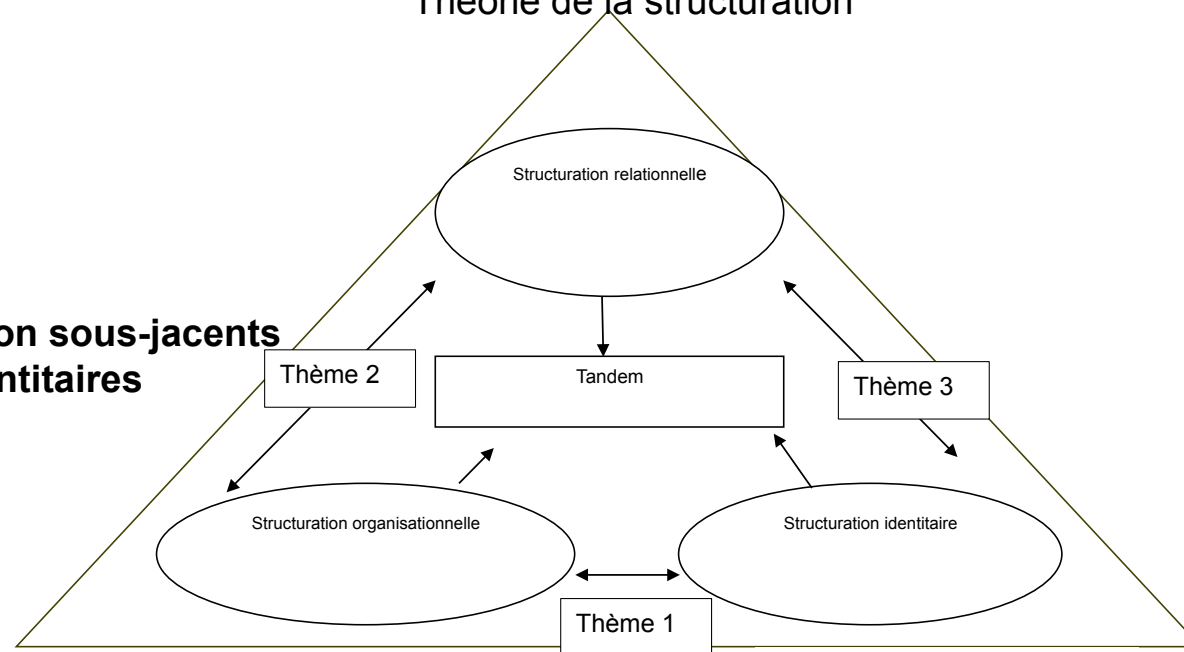 Théorie de la structuration
Structuration relationnelle
on sous-jacents
ntitaires
Thème 2
Tandem
Thème 3
Structuration organisationnelle
Structuration identitaire
Thème 1